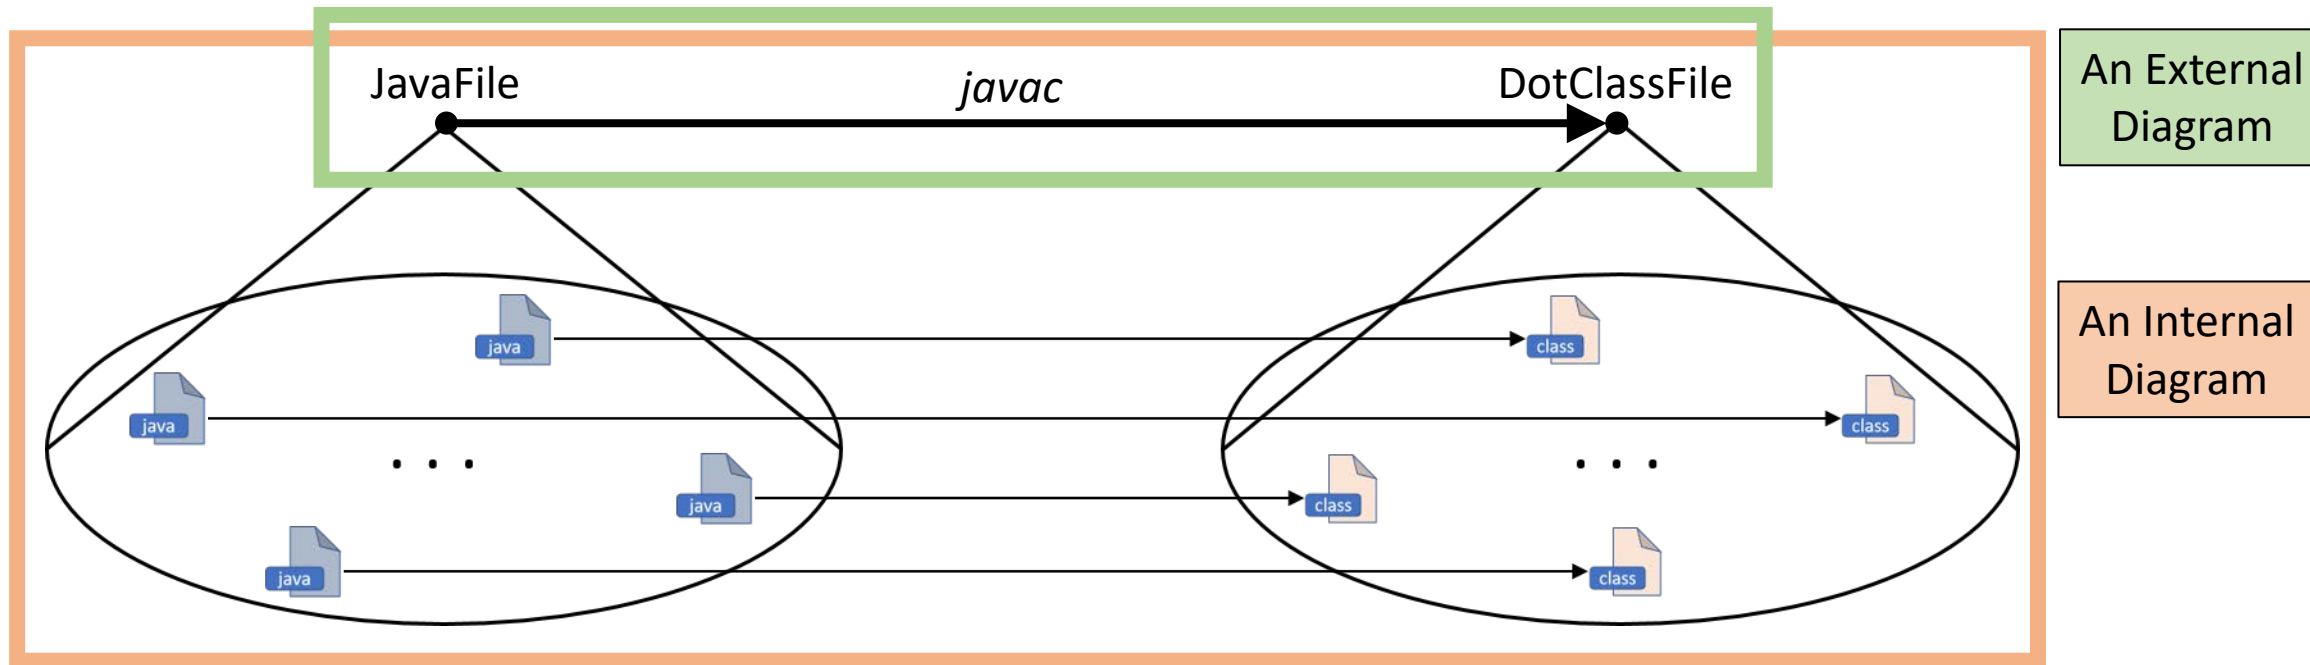 JavaFile
javac
DotClassFile
An External
Diagram
An Internal
Diagram
java
class
java
class
. . .
. . .
java
class
java
class